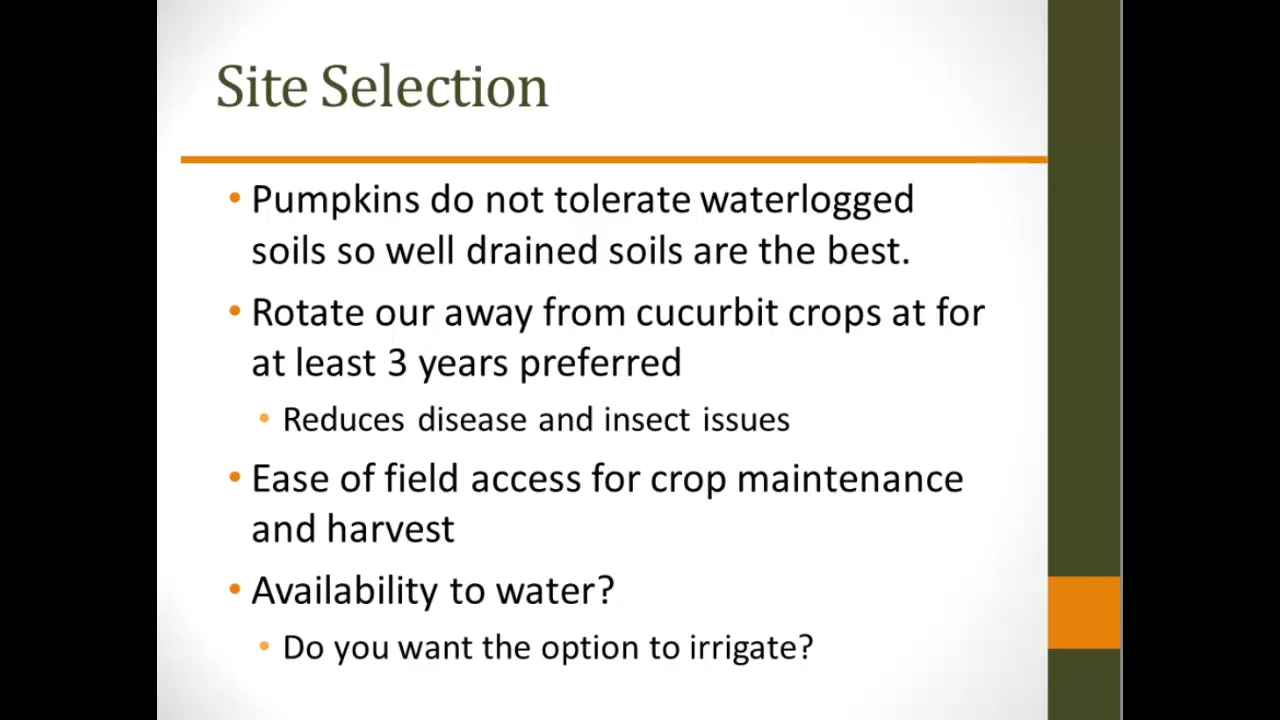 Site Selection
• Pumpkins do not tolerate waterlogged
soils so well drained soils are the best.
• Rotate our away from cucurbit crops at for
at least 3 years preferred
• Reduces disease and insect issues
• Ease of field access for crop maintenance
and harvest
• Availability to water?
• Do you want the option to irrigate?